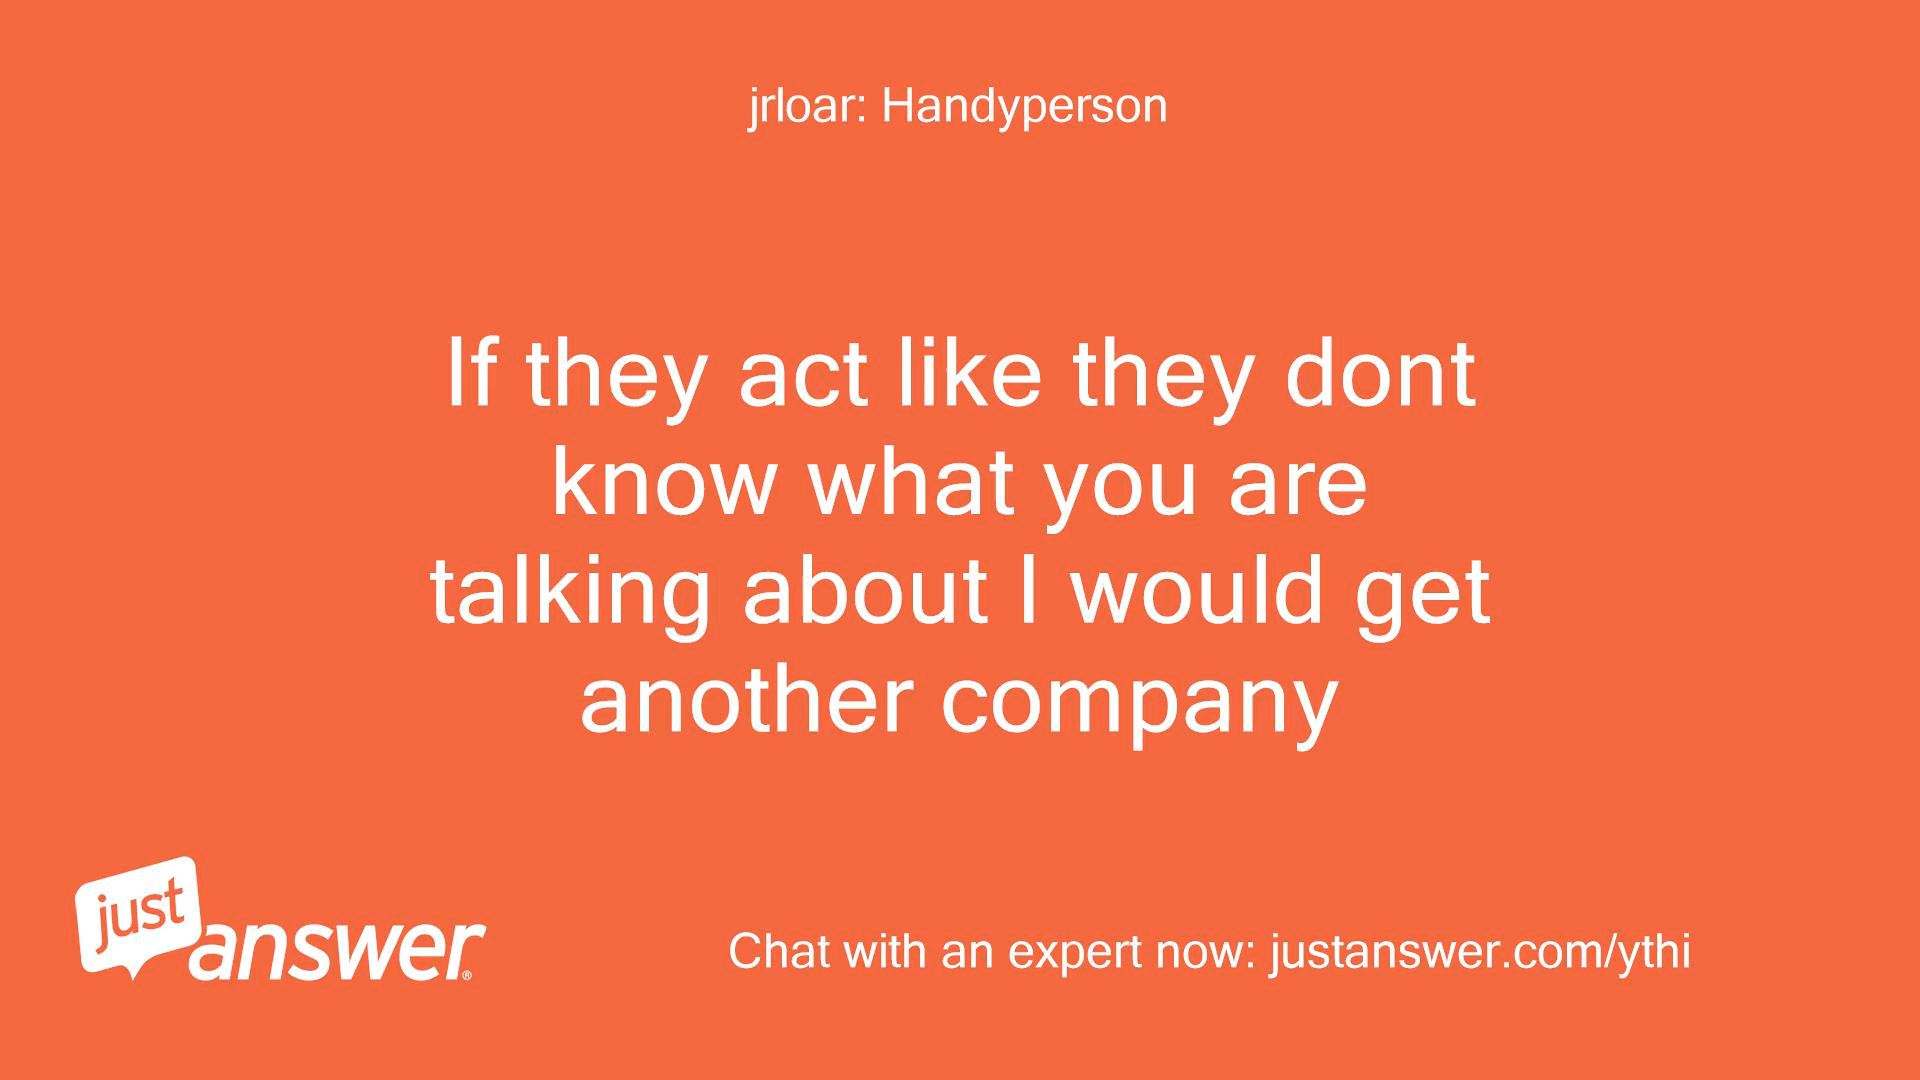 jrloar: Handyperson
If they act like they dont
know what you are
talking about I would get
another company
just
answer®
Chat with an expert now: justanswer.com/ythi